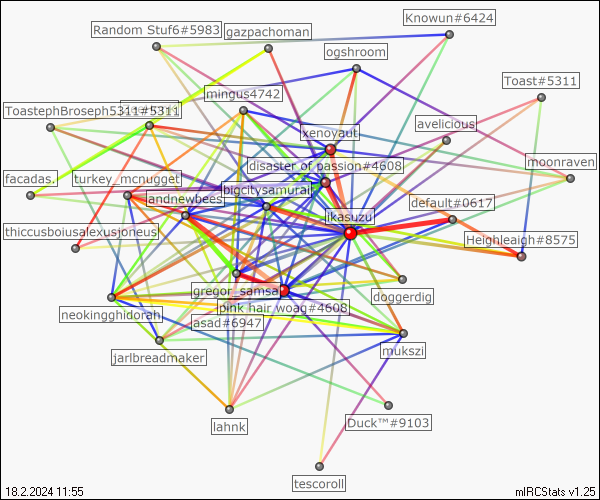 Knowun#6424
Random Stuf6#5983
gazpachoman
ogshroom
Toast#5311
mingus4742
ToastephBroseph5311#5311
avelicious
xenoyaut
disaster of passion#4608
moonraven
facadas.
turkey_mcnugget
bigcitysamurai
andnewbees
default#0617
likasuzu
thiccusboiusalexusjoneus
Heighleaigh#8575
gregor_samsa
doggerdig
pink hair woag#4608
neokingghidorah
asad#6947
mukszi
jarlbreadmaker
Duck™#9103
lahnk
tescoroll
18.2.2024 11:55
mIRCStats v1.25